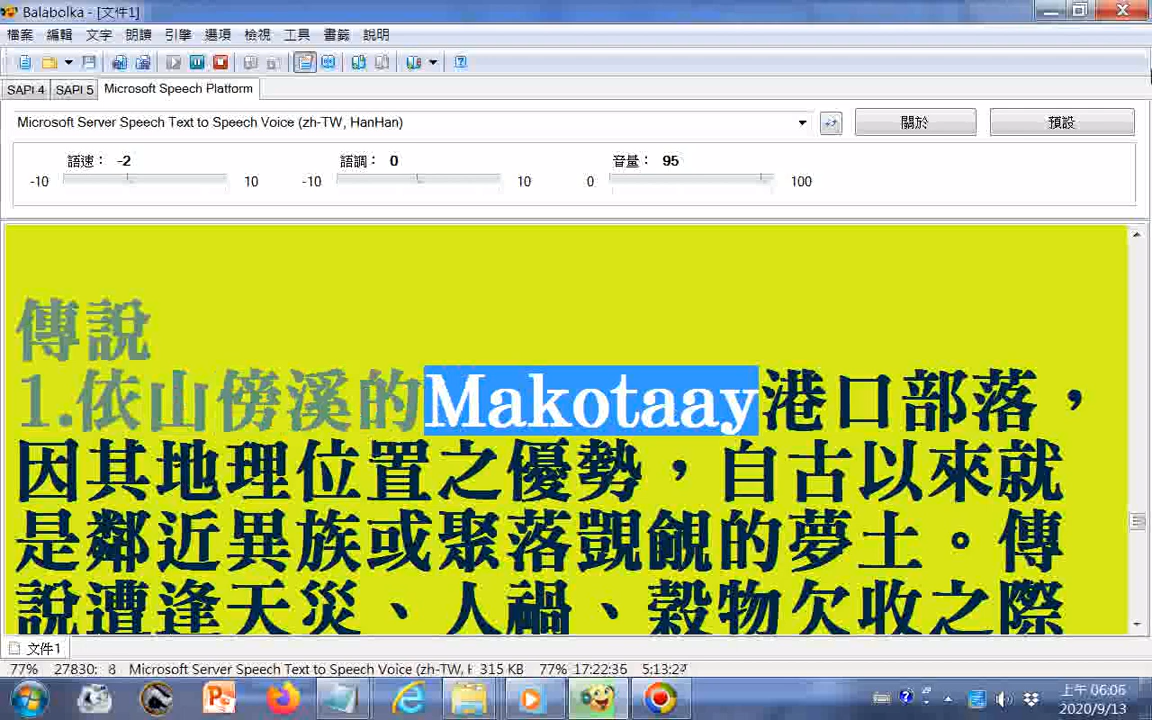 Balabolka - [文件1]
檔案 編輯 文字 朗讀 引擎 選項 檢視 工具 書籤 說明
SAPI 4 SAPI 5 Microsoft Speech Platform
Microsoft Server Speech Text to Speech Voice (zh-TW, HanHan) 關於 預設
語速： -2 語調： 0 音量： 95
-10 10 -10 10 0 100
傳說
1.依山傍溪的Makotaay港口部落，
因其地理位置之優勢，自古以來就
是鄰近異族或聚落覬覦的夢土。傳
說遭逢天災、人禍、穀物欠收之際
文件1
77% 27830: 8 Microsoft Server Speech Text to Speech Voice (zh-TW, H 315 KB 77% 17:22:36 5:13:27
上午 06:06
2020/9/13